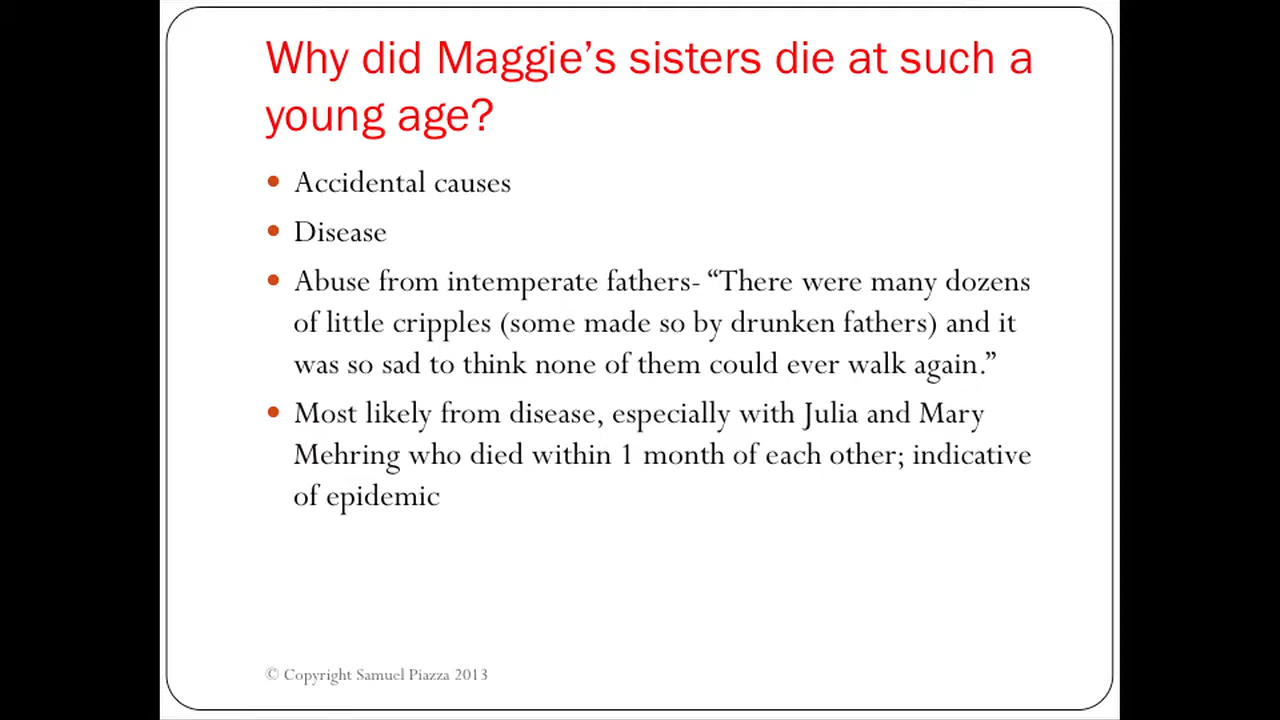 Why did Maggie’s sisters die at such a
young age?
• Accidental causes
• Disease
• Abuse from intemperate fathers- “There were many dozens
of little cripples (some made so by drunken fathers) and it
was so sad to think none of them could ever walk again.”
• Most likely from disease, especially with Julia and Mary
Mehring who died within 1 month of each other; indicative
of epidemic
© Copyright Samuel Piazza 2013